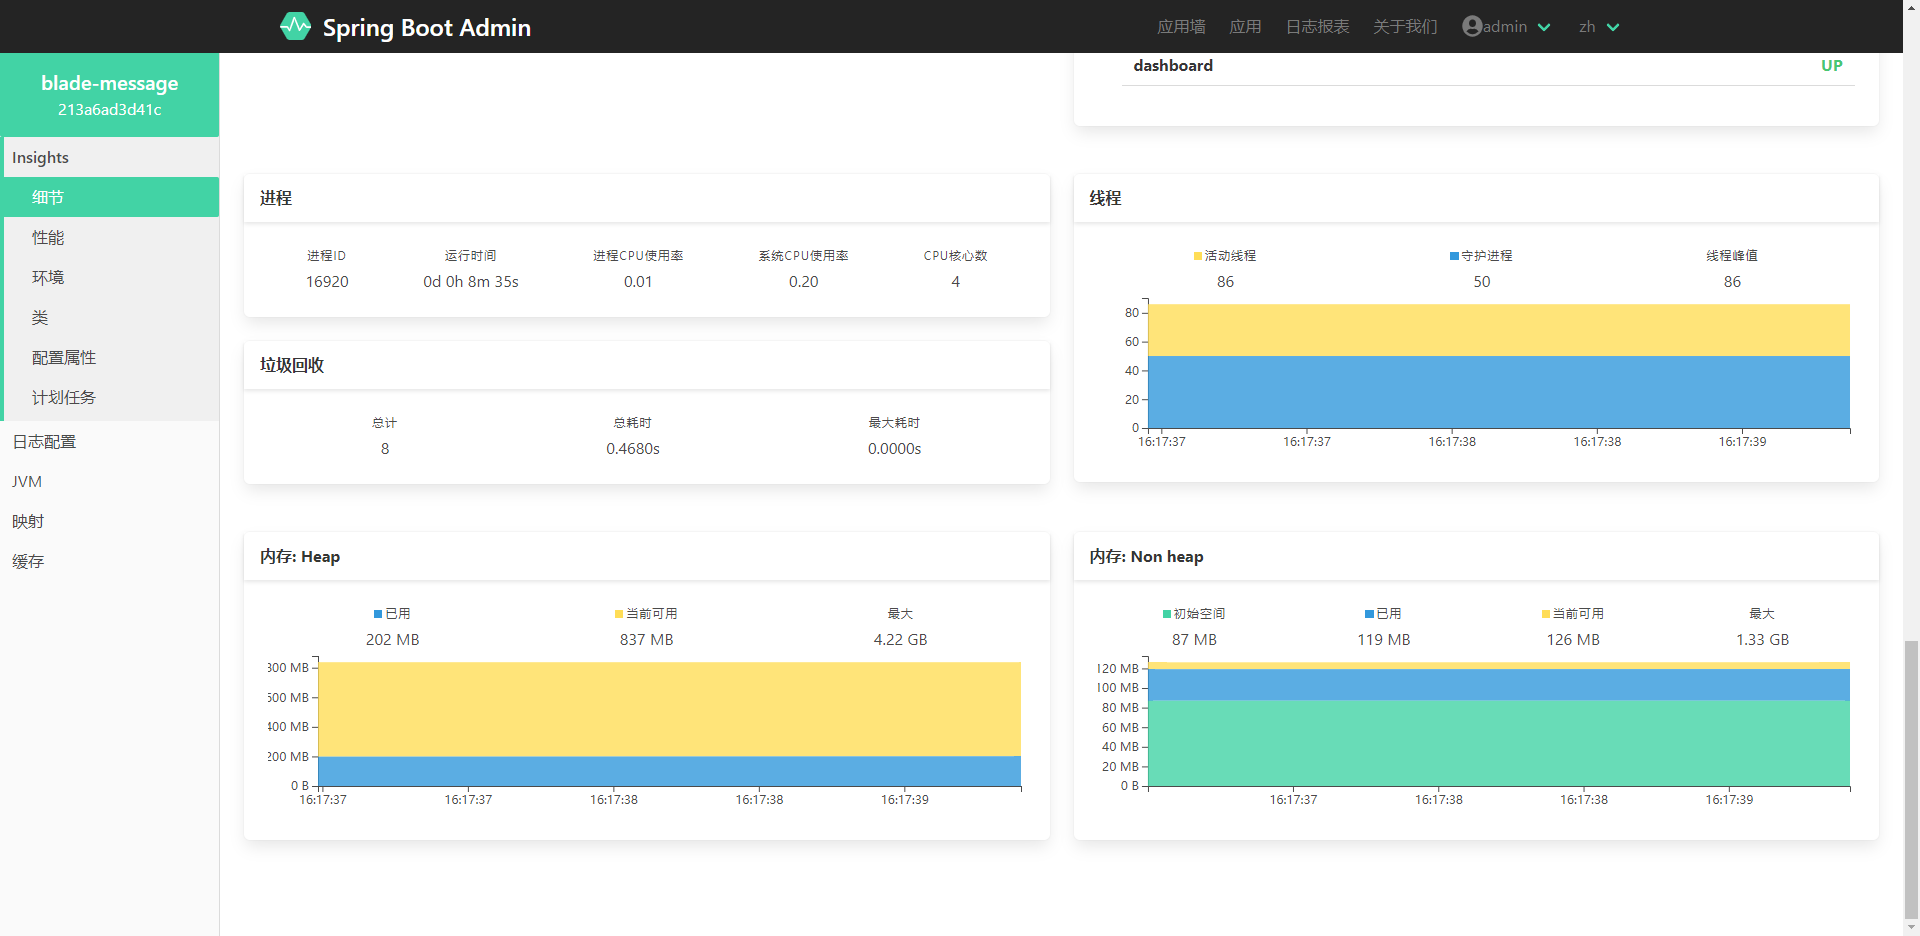 Spring Boot Admin
应用墙 应用 日志报表 关于我们 admin zh
blade-message
213a6ad3d41c
Insights
细节
性能
环境
类
配置属性
计划任务
日志配置
JVM
映射
缓存
dashboard UP
进程
进程ID 运行时间 进程CPU使用率 系统CPU使用率 CPU核心数
16920 0d 0h 8m 35s 0.01 0.20 4
垃圾回收
总计 总耗时 最大耗时
8 0.4680s 0.0000s
线程
活动线程 守护进程 线程峰值
86 50 86
80
60
40
20
0
16:17:37 16:17:37 16:17:38 16:17:38 16:17:39
内存: Heap
已用 当前可用 最大
202 MB 837 MB 4.22 GB
800 MB
600 MB
400 MB
200 MB
0 B
16:17:37 16:17:37 16:17:38 16:17:38 16:17:39
内存: Non heap
初始空间 已用 当前可用 最大
87 MB 119 MB 126 MB 1.33 GB
120 MB
100 MB
80 MB
60 MB
40 MB
20 MB
0 B
16:17:37 16:17:38 16:17:38 16:17:39